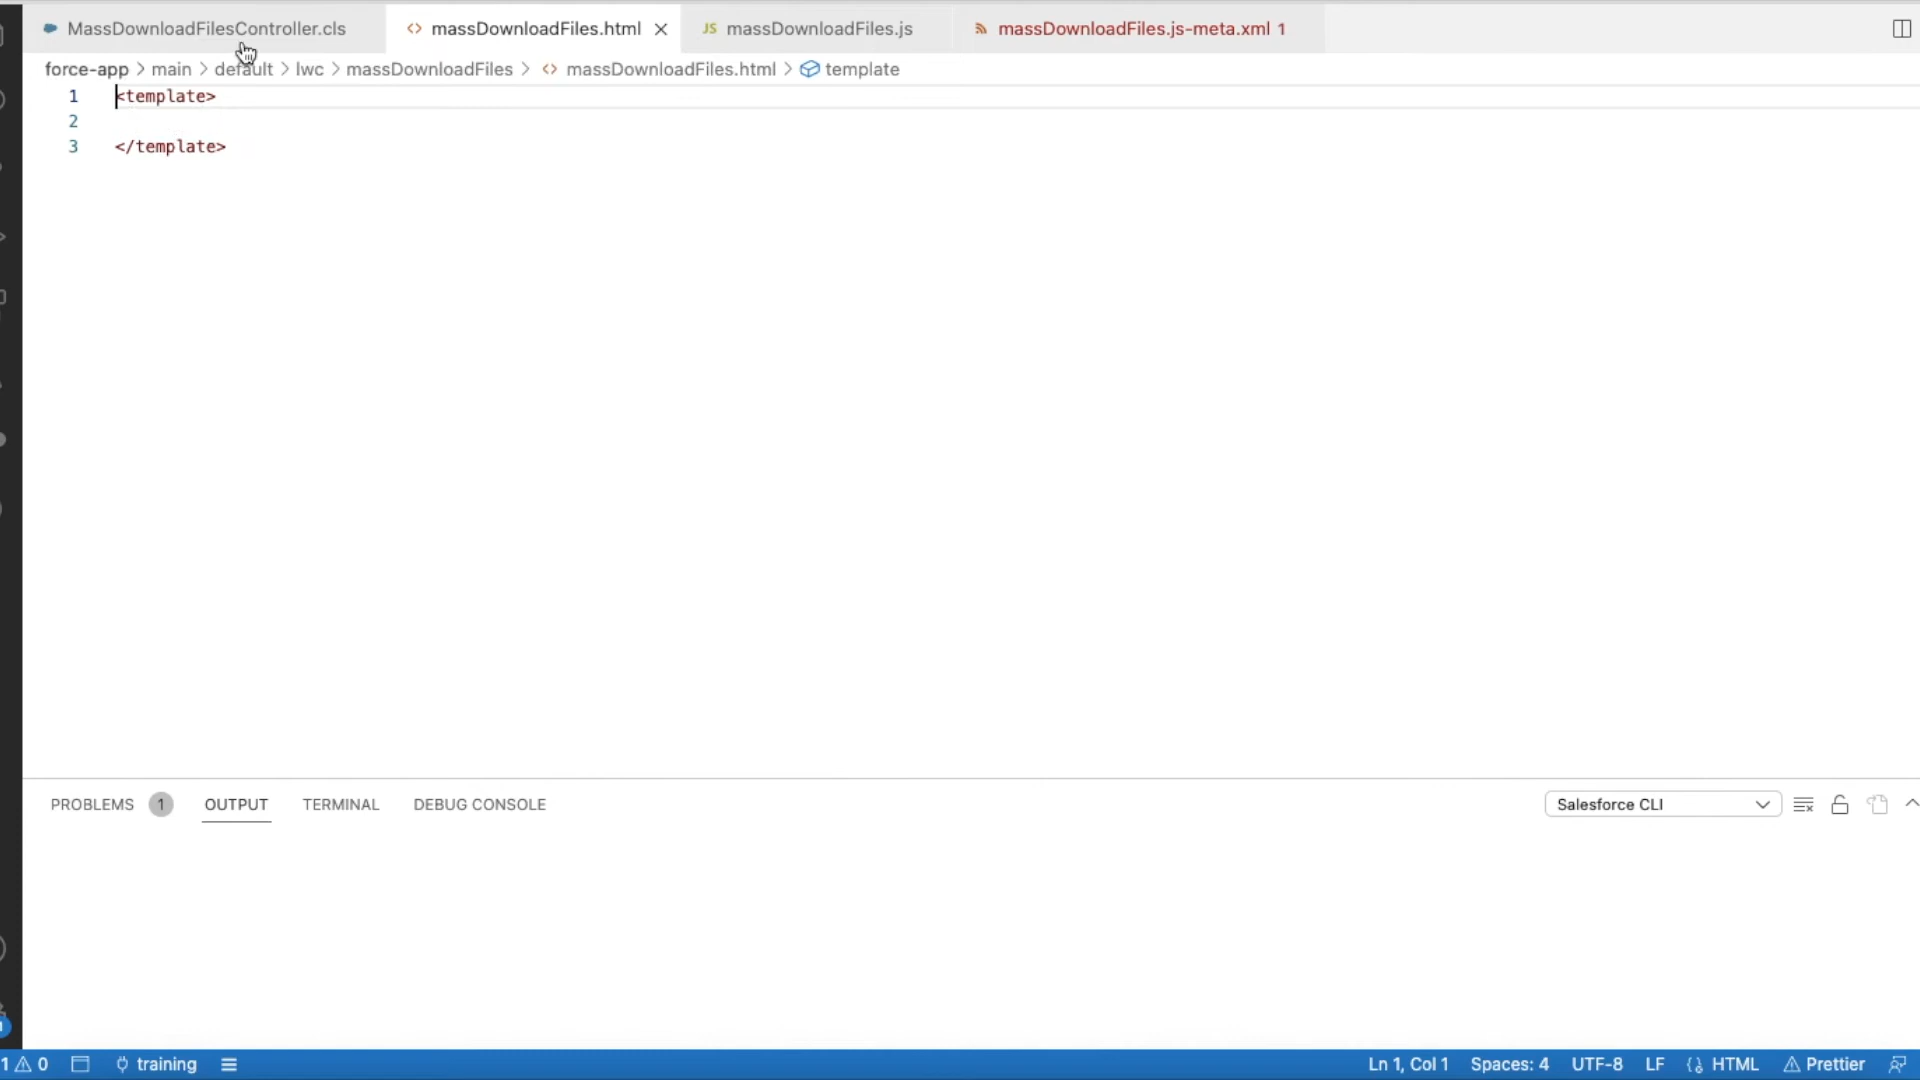 MassDownloadFilesController.cls massDownloadFiles.html JS massDownloadFiles.js massDownloadFiles.js-meta.xml 1
force-app > main > default > lwc > massDownloadFiles > massDownloadFiles.html > template
1 <template>
2
3 </template>
PROBLEMS 1 OUTPUT TERMINAL DEBUG CONSOLE Salesforce CLI
1 0 training Ln 1, Col 1 Spaces: 4 UTF-8 LF HTML Prettier